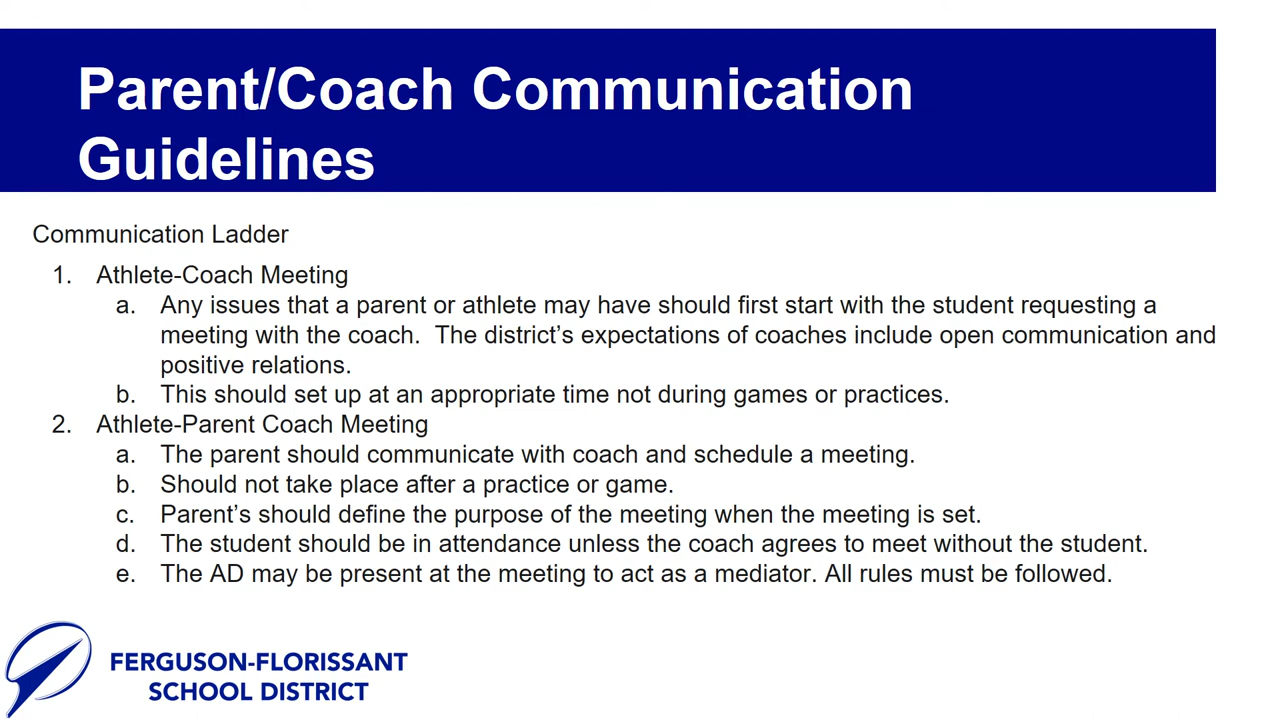 Parent/Coach Communication
Guidelines
Communication Ladder
1. Athlete-Coach Meeting
a. Any issues that a parent or athlete may have should first start with the student requesting a
meeting with the coach.  The district's expectations of coaches include open communication and
positive relations.
b. This should set up at an appropriate time not during games or practices.
2. Athlete-Parent Coach Meeting
a. The parent should communicate with coach and schedule a meeting.
b. Should not take place after a practice or game.
c. Parent's should define the purpose of the meeting when the meeting is set.
d. The student should be in attendance unless the coach agrees to meet without the student.
e. The AD may be present at the meeting to act as a mediator. All rules must be followed.
FERGUSON-FLORISSANT
SCHOOL DISTRICT